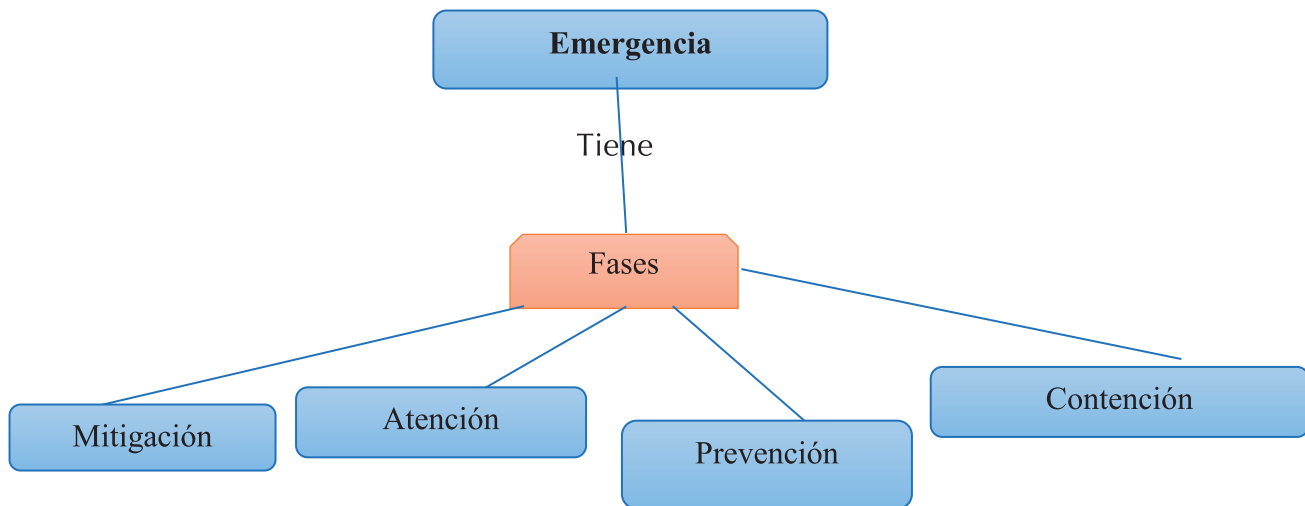 Emergencia
Tiene
Fases
Mitigación
Atención
Prevención
Contención